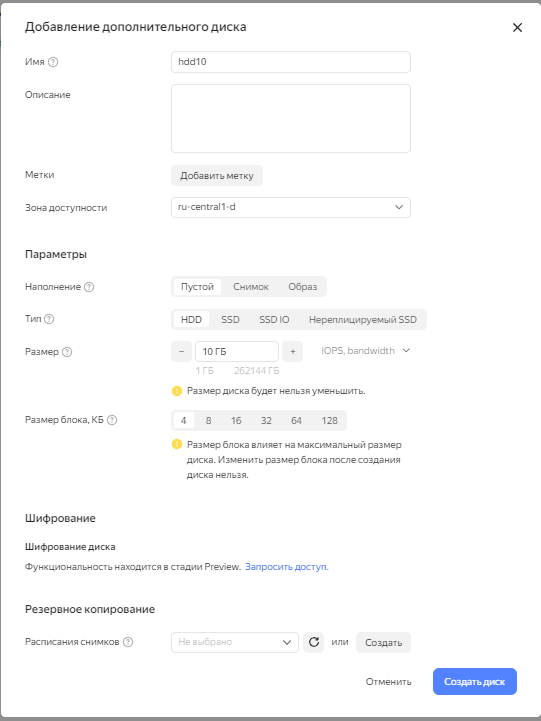 Добавление дополнительного диска
Имя
hdd10
Описание
Метки
Добавить метку
Зона доступности
ru-central1-d
Параметры
Наполнение
Пустой Снимок Образ
Тип
HDD SSD SSD IO Нереплицируемый SSD
Размер
− 10 ГБ + IOPS, bandwidth
1 ГБ 262144 ГБ
Размер диска будет нельзя уменьшить.
Размер блока, КБ
4 8 16 32 64 128
Размер блока влияет на максимальный размер
диска. Изменить размер блока после создания
диска нельзя.
Шифрование
Шифрование диска
Функциональность находится в стадии Preview. Запросить доступ.
Резервное копирование
Расписания снимков
Не выбрано или Создать
Отменить Создать диск